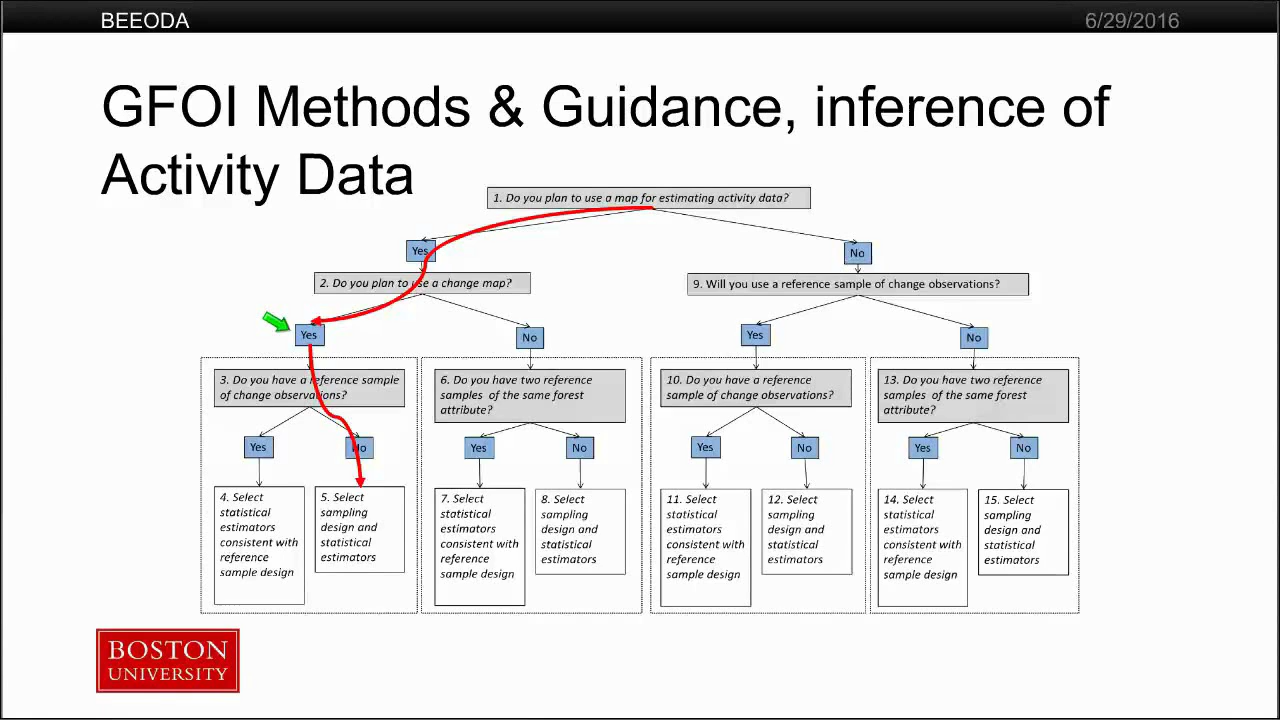 BEEODA
6/29/2016
GFOI Methods & Guidance, inference of
Activity Data
1. Do you plan to use a map for estimating activity data?
Yes
No
2. Do you plan to use a change map?
9. Will you use a reference sample of change observations?
Yes
No
Yes
No
3. Do you have a reference sample
of change observations?
6. Do you have two reference
samples of the same forest
attribute?
10. Do you have a reference
sample of change observations?
13. Do you have two reference
samples of the same forest
attribute?
Yes
No
Yes
No
Yes
No
Yes
No
4. Select
statistical
estimators
consistent with
reference
sample design
5. Select
sampling
design and
statistical
estimators
7. Select
statistical
estimators
consistent with
reference
sample design
8. Select
sampling
design and
statistical
estimators
11. Select
statistical
estimators
consistent with
reference
sample design
12. Select
sampling
design and
statistical
estimators
14. Select
statistical
estimators
consistent with
reference
sample design
15. Select
sampling
design and
statistical
estimators
BOSTON
UNIVERSITY